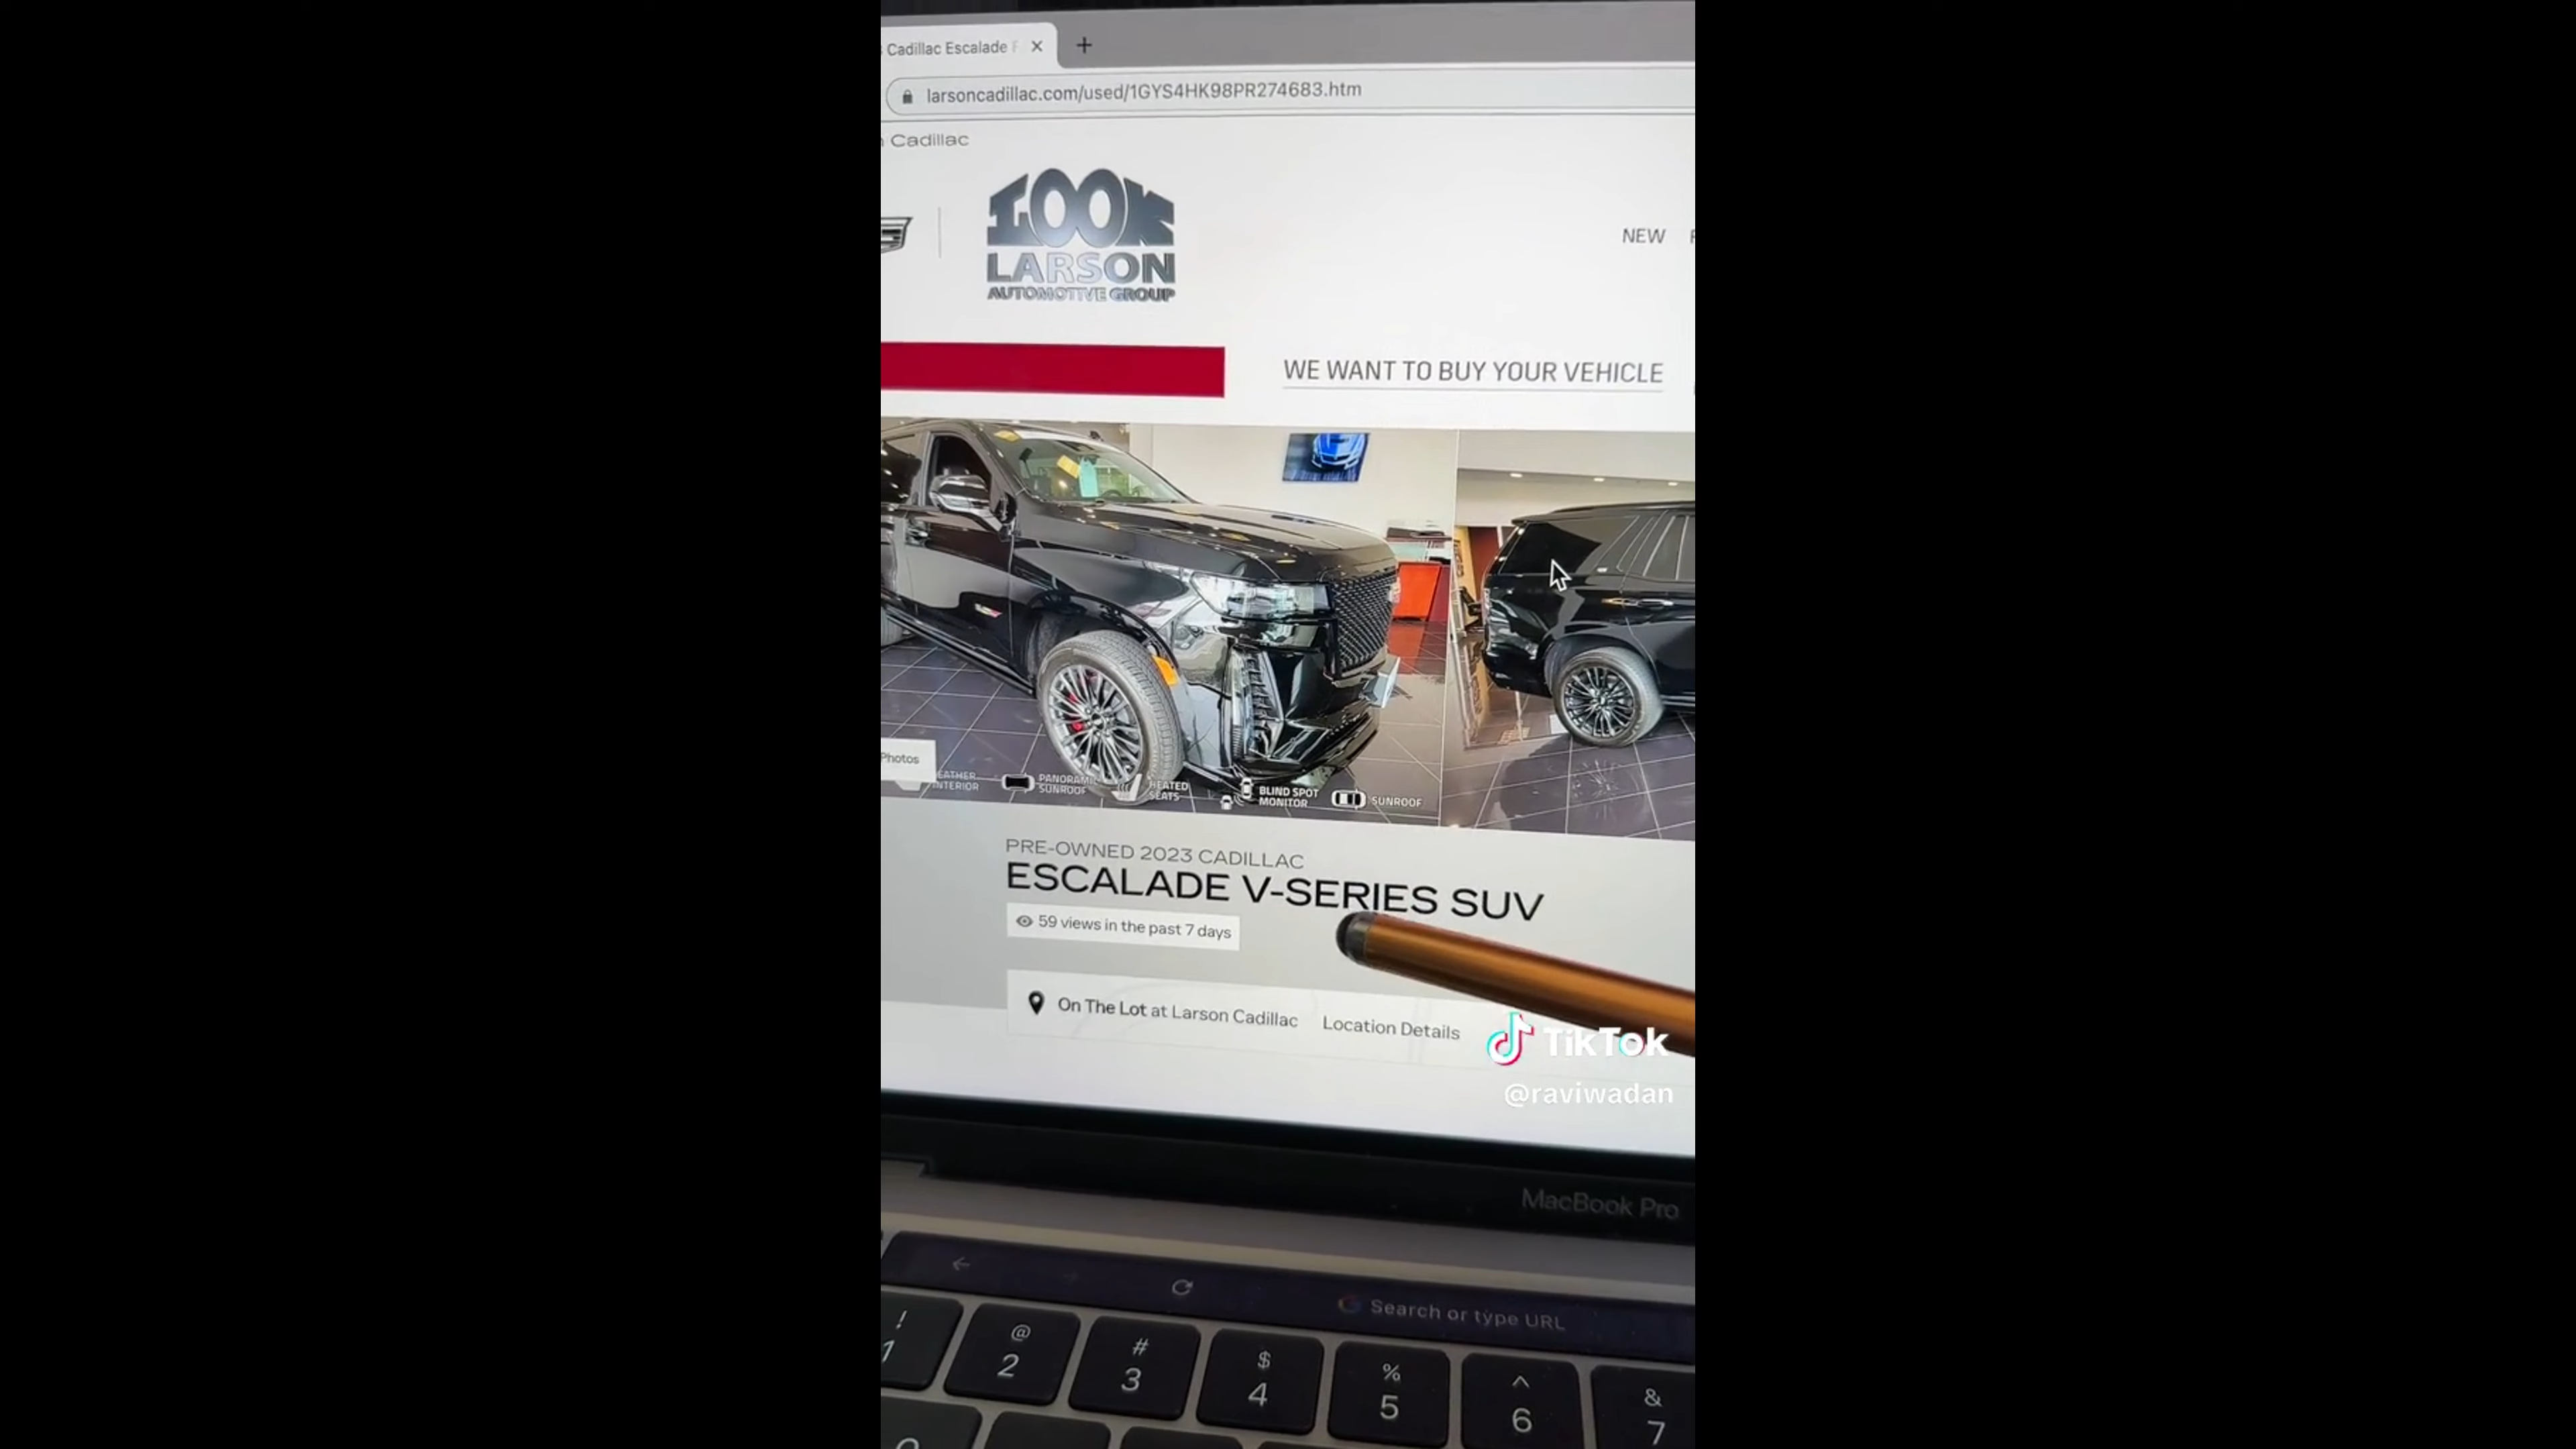 Cadillac Escalade
larsoncadillac.com/used/1GYS4HK98PR274683.htm
Cadillac
LOOK
LARSON
AUTOMOTIVE GROUP
NEW
WE WANT TO BUY YOUR VEHICLE
Photos
INTERIOR
PANORAMIC
SUNROOF
HEATED
SEATS
BLIND SPOT
MONITOR
SUNROOF
PRE-OWNED 2023 CADILLAC
ESCALADE V-SERIES SUV
59 views in the past 7 days
On The Lot at Larson Cadillac
Location Details
TikTok
@raviwadan
MacBook Pro
Search or type URL
! @ # $ % ^ &
1 2 3 4 5 6 7